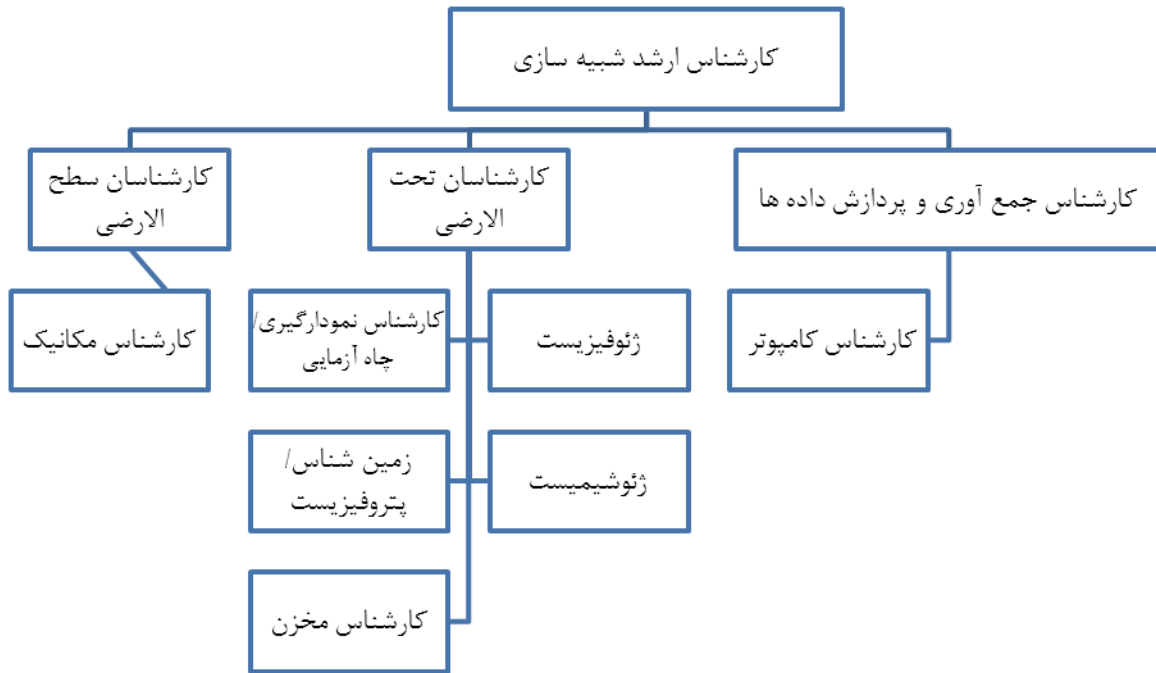 کارشناس ارشد شبیه سازی
کارشناس جمع آوری و پردازش داده ها
کارشناسان تحت
الارضی
کارشناسان سطح
الارضی
کارشناس کامپوتر
ژئوفیزیست
کارشناس نمودارگیری/
چاه آزمایی
کارشناس مکانیک
ژئوشیمیست
زمین شناس/
پتروفیزیست
کارشناس مخزن